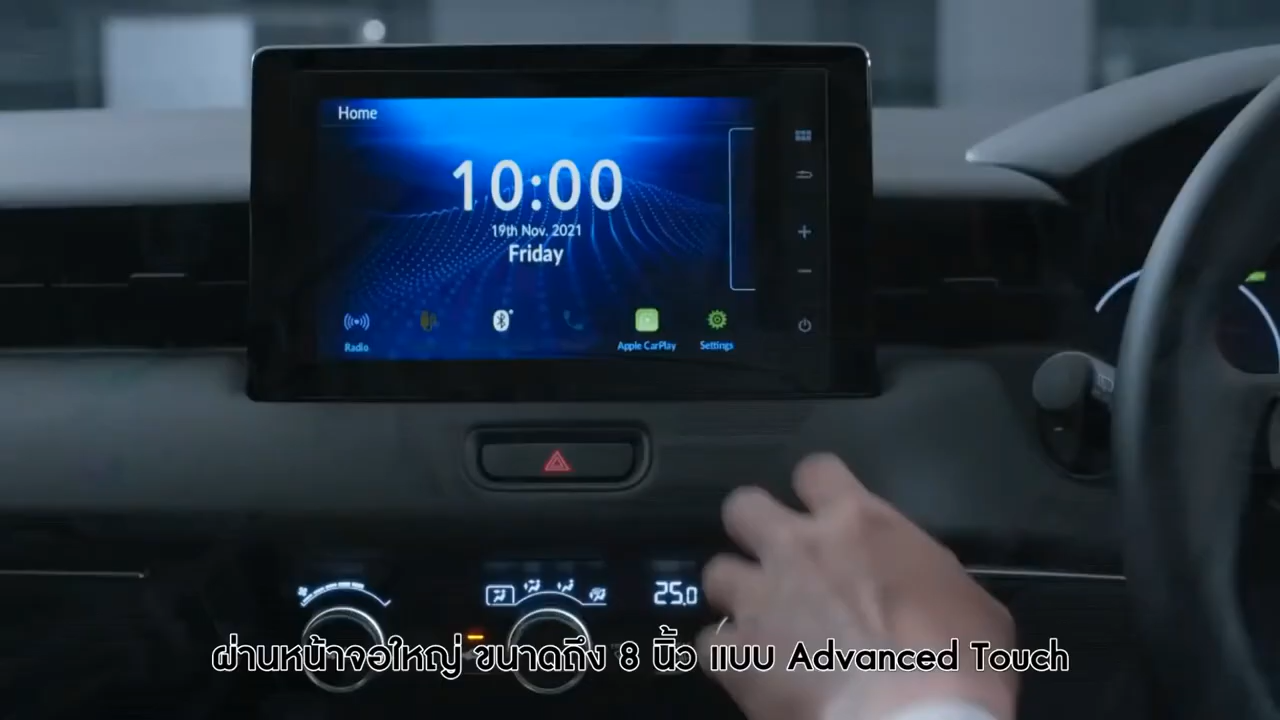 Home
10:00
19th Nov. 2021
Friday
Radio
Apple CarPlay
Settings
25.0
ผ่านหน้าจอใหญ่ ขนาดถึง 8 นิ้ว แบบ Advanced Touch